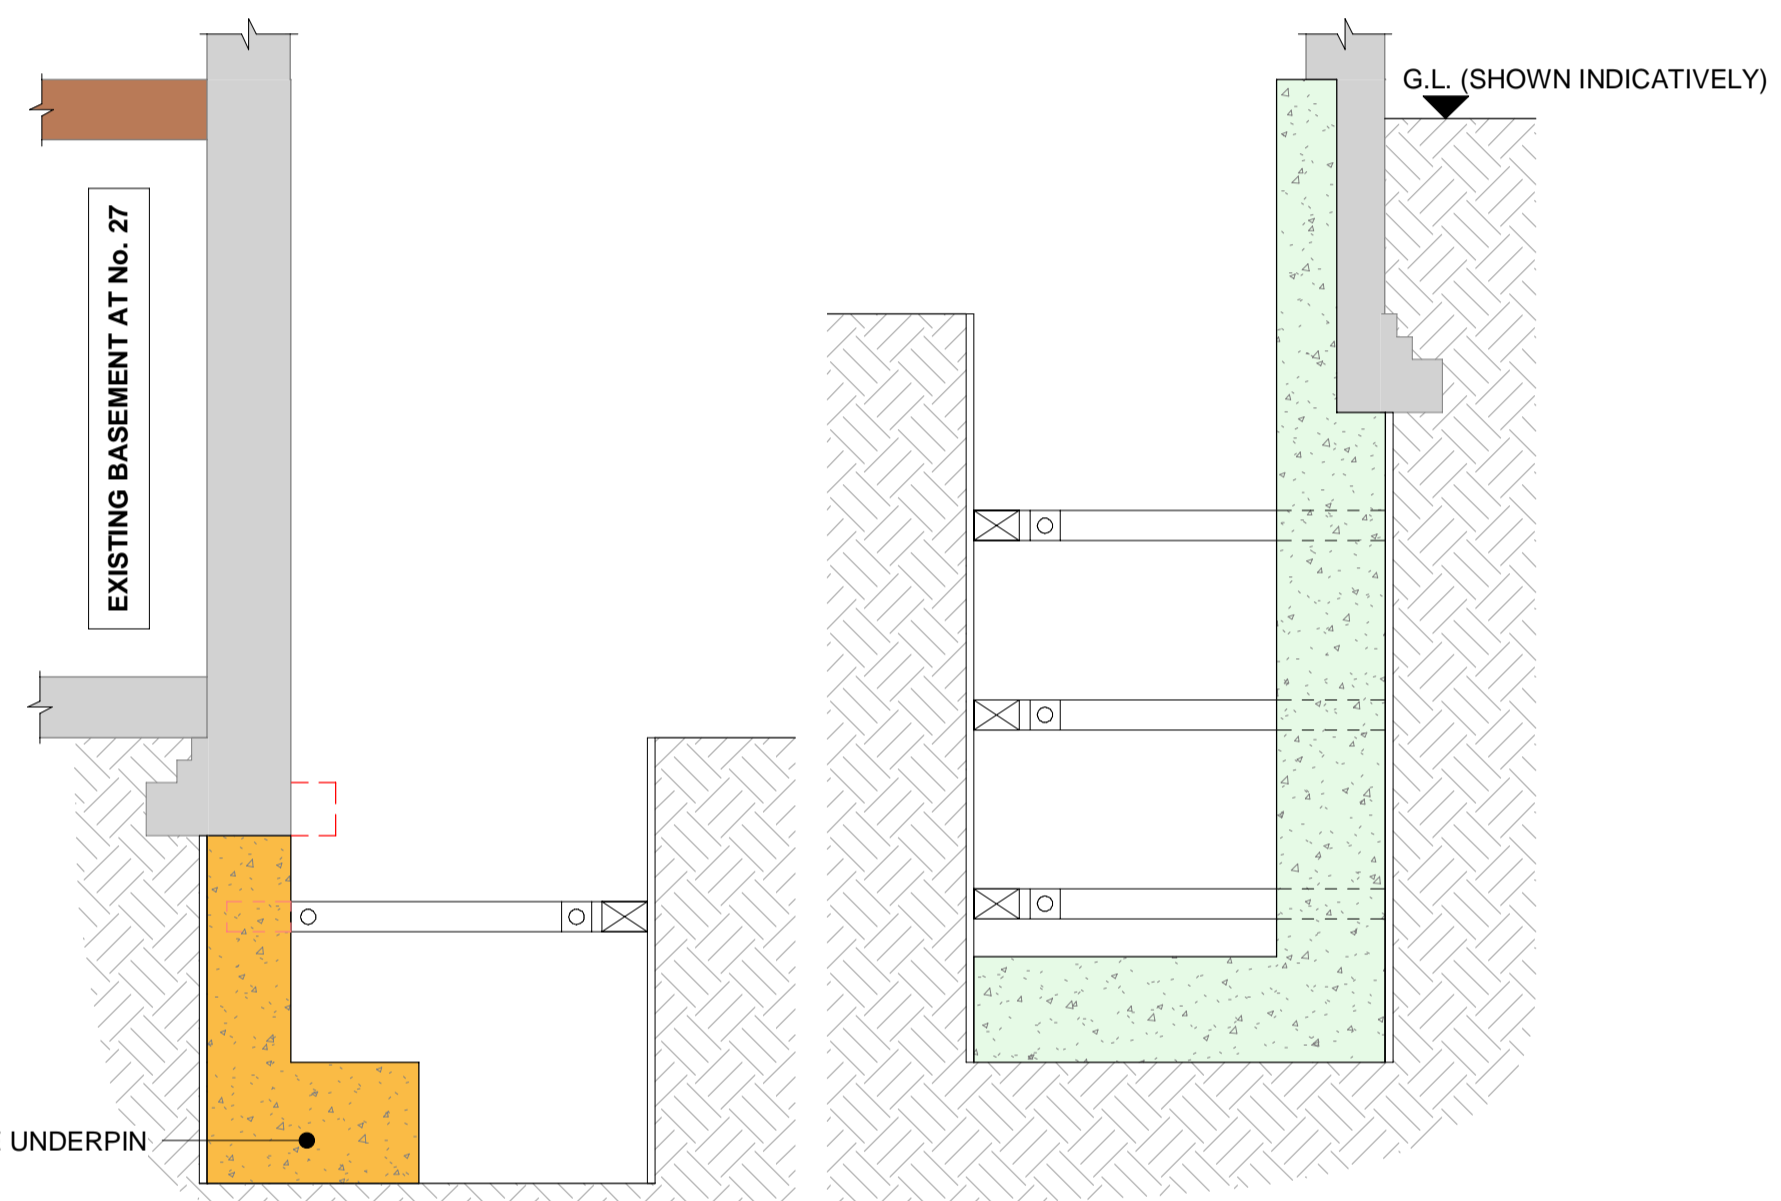 G.L. (SHOWN INDICATIVELY)
EXISTING BASEMENT AT No. 27
UNDERPIN